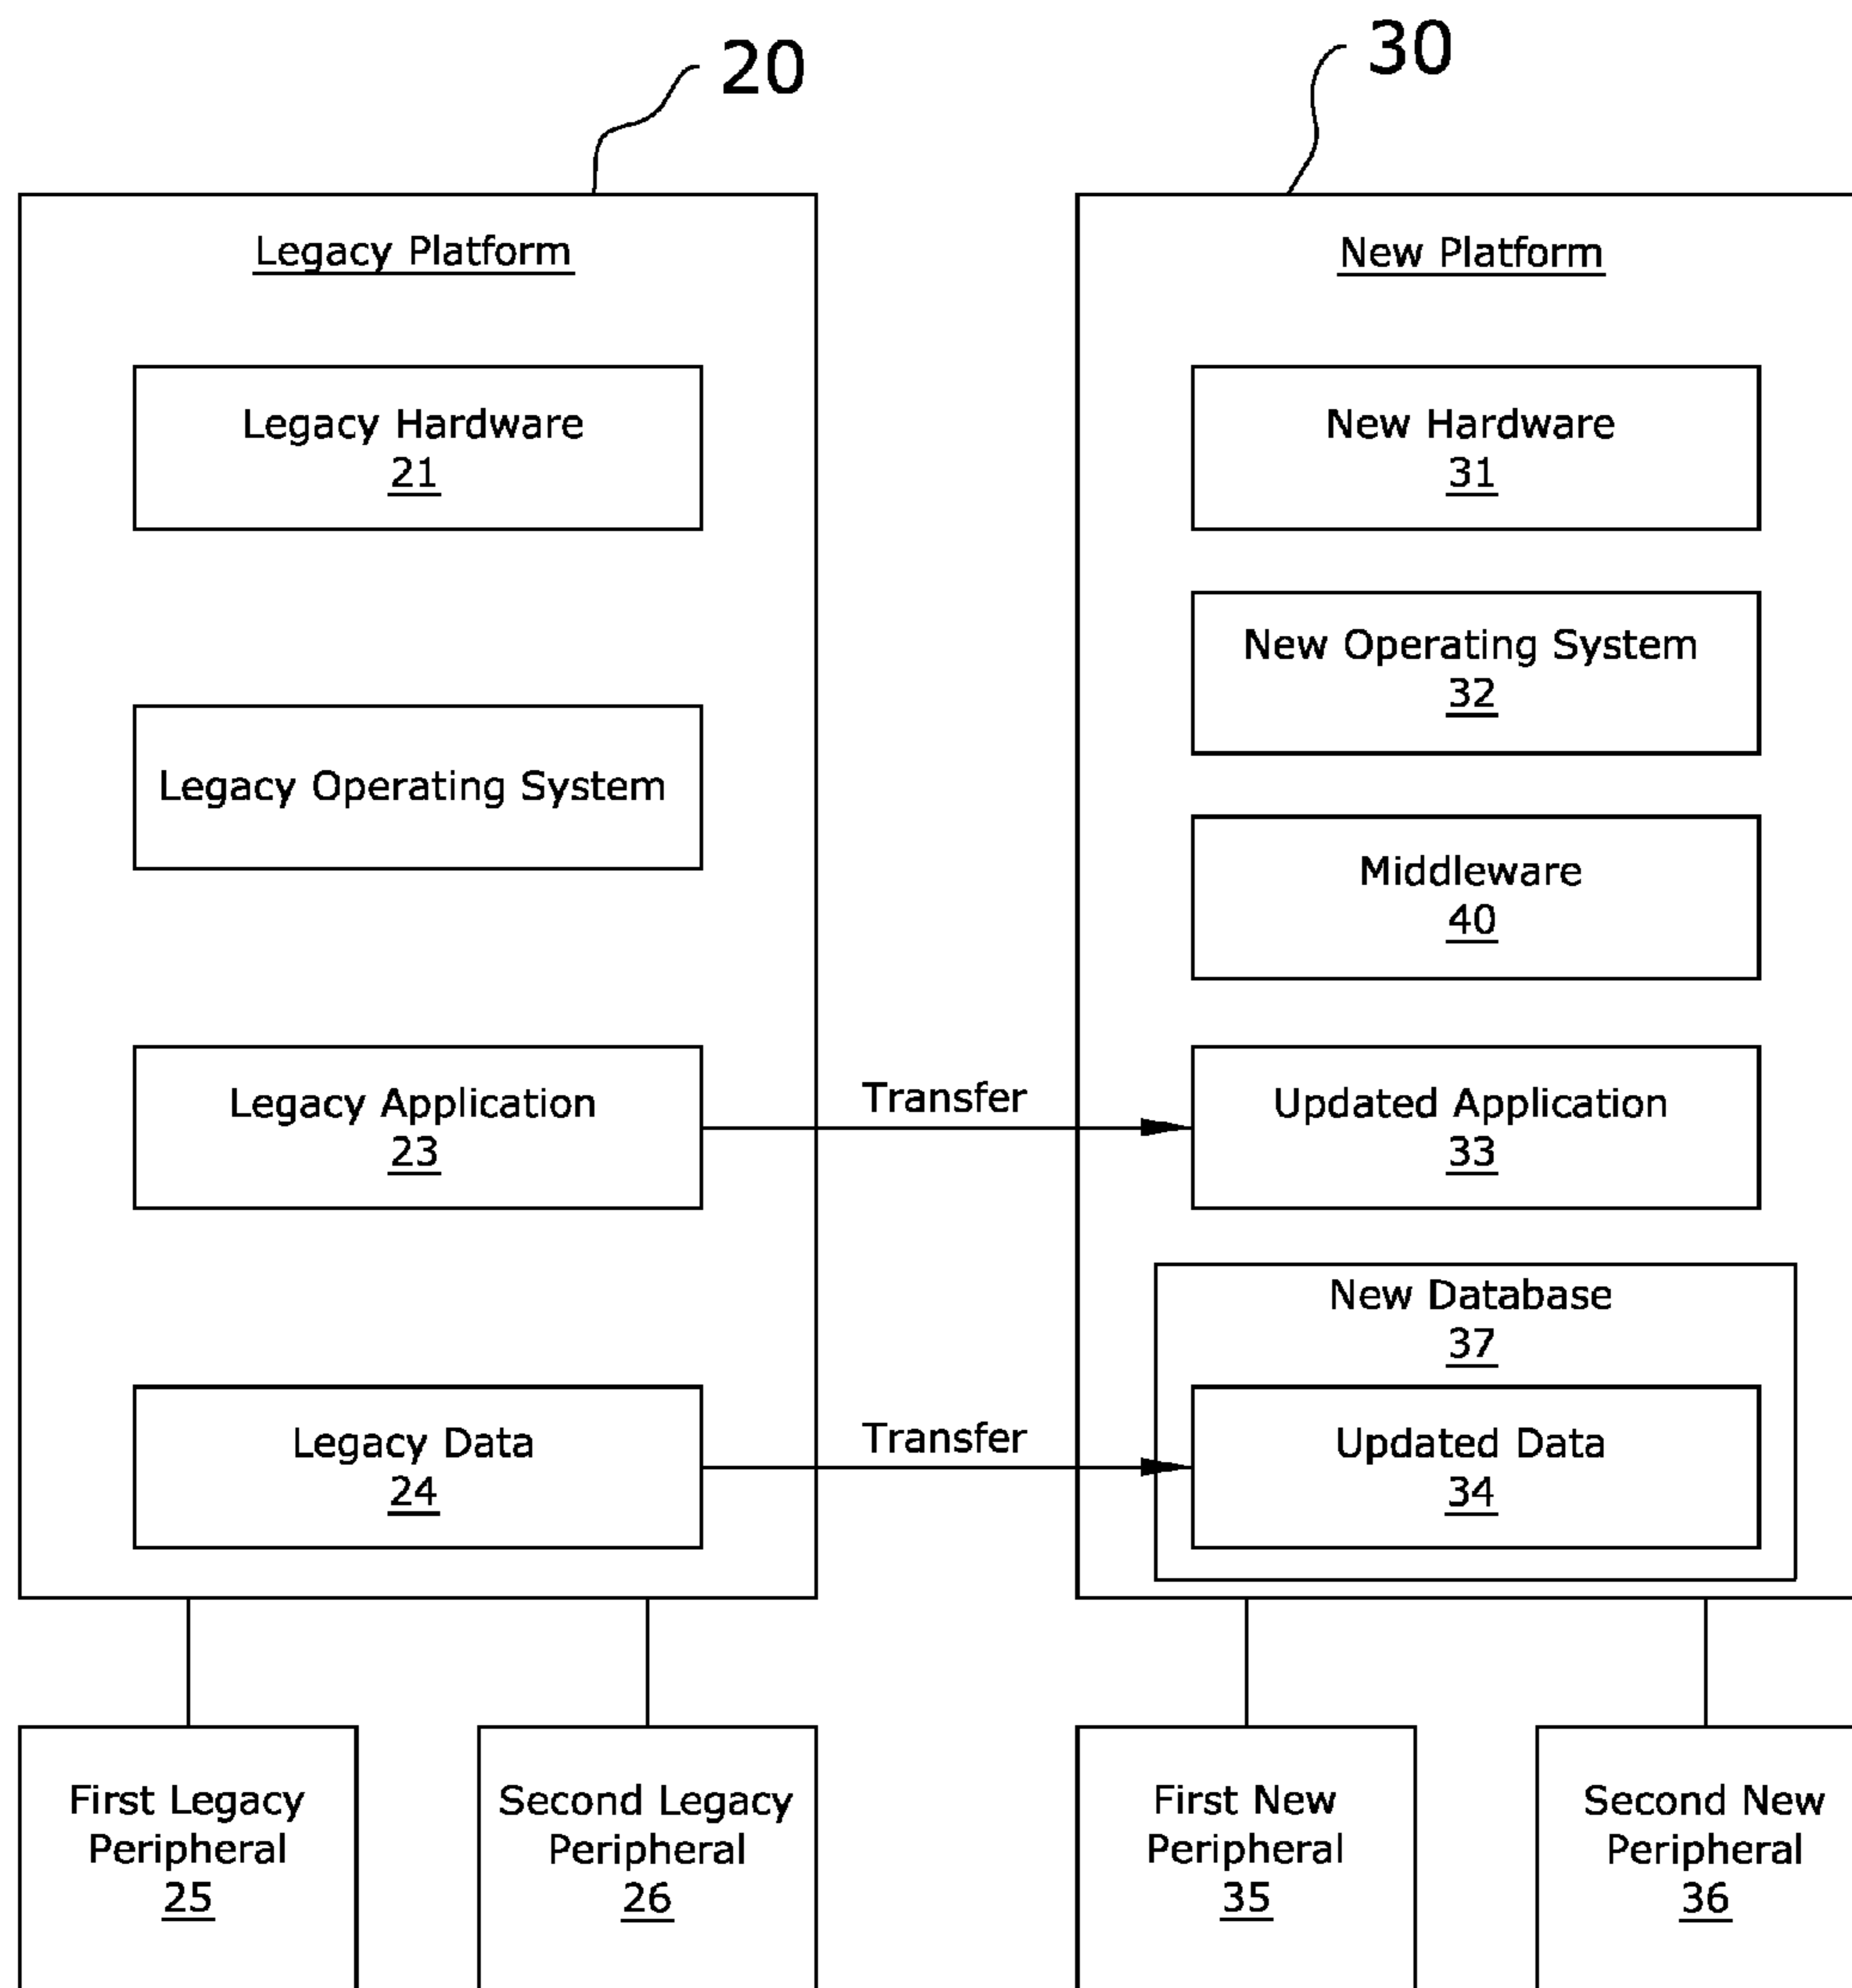 20
30
Legacy Platform
Legacy Hardware
21
Legacy Operating System
Legacy Application
23
Legacy Data
24
Transfer
Transfer
New Platform
New Hardware
31
New Operating System
32
Middleware
40
Updated Application
33
New Database
37
Updated Data
34
First Legacy
Peripheral
25
Second Legacy
Peripheral
26
First New
Peripheral
35
Second New
Peripheral
36